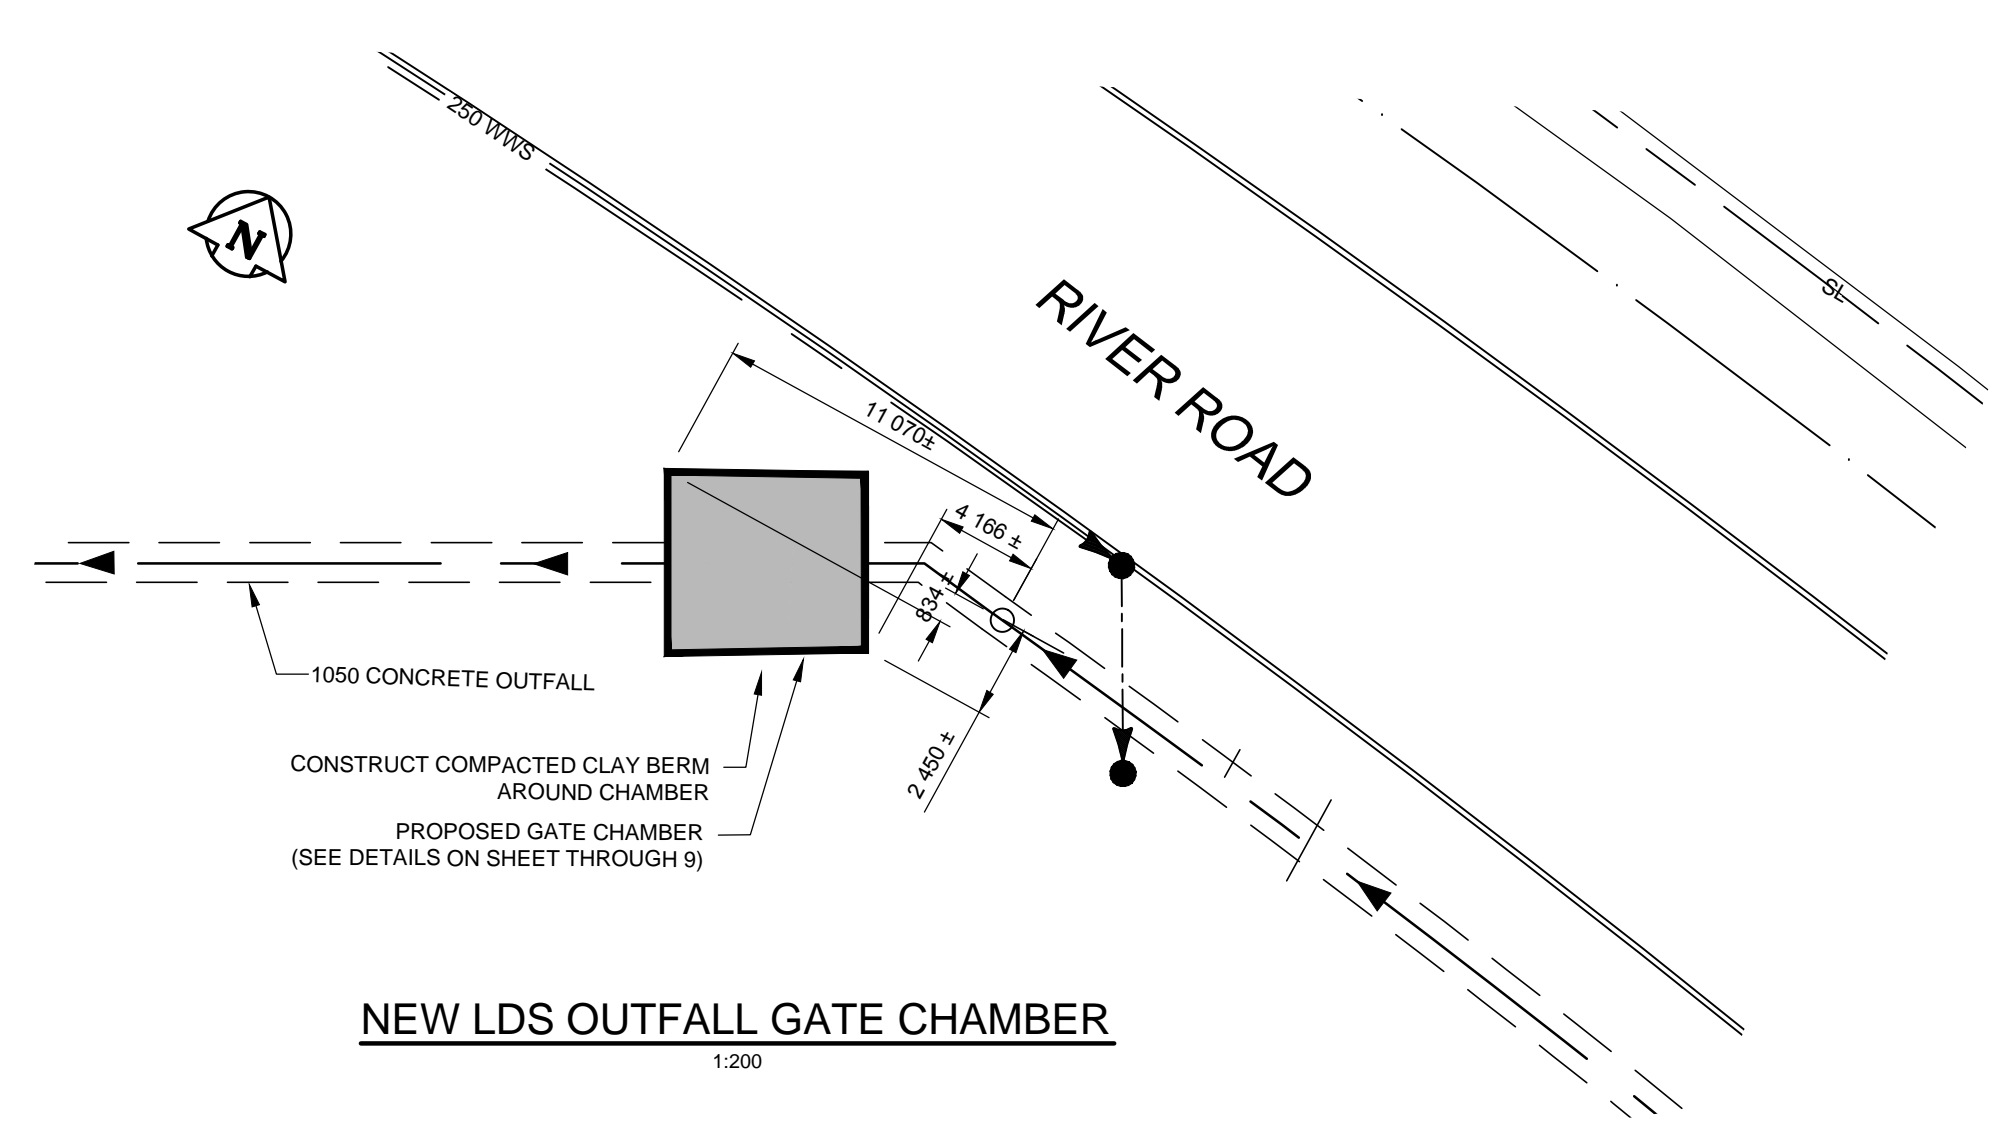 250 WWS
N
SL
RIVER ROAD
11 070±
4 166 ±
834 ±
2 450 ±
1050 CONCRETE OUTFALL
CONSTRUCT COMPACTED CLAY BERM
AROUND CHAMBER
PROPOSED GATE CHAMBER
(SEE DETAILS ON SHEET THROUGH 9)
NEW LDS OUTFALL GATE CHAMBER
1:200